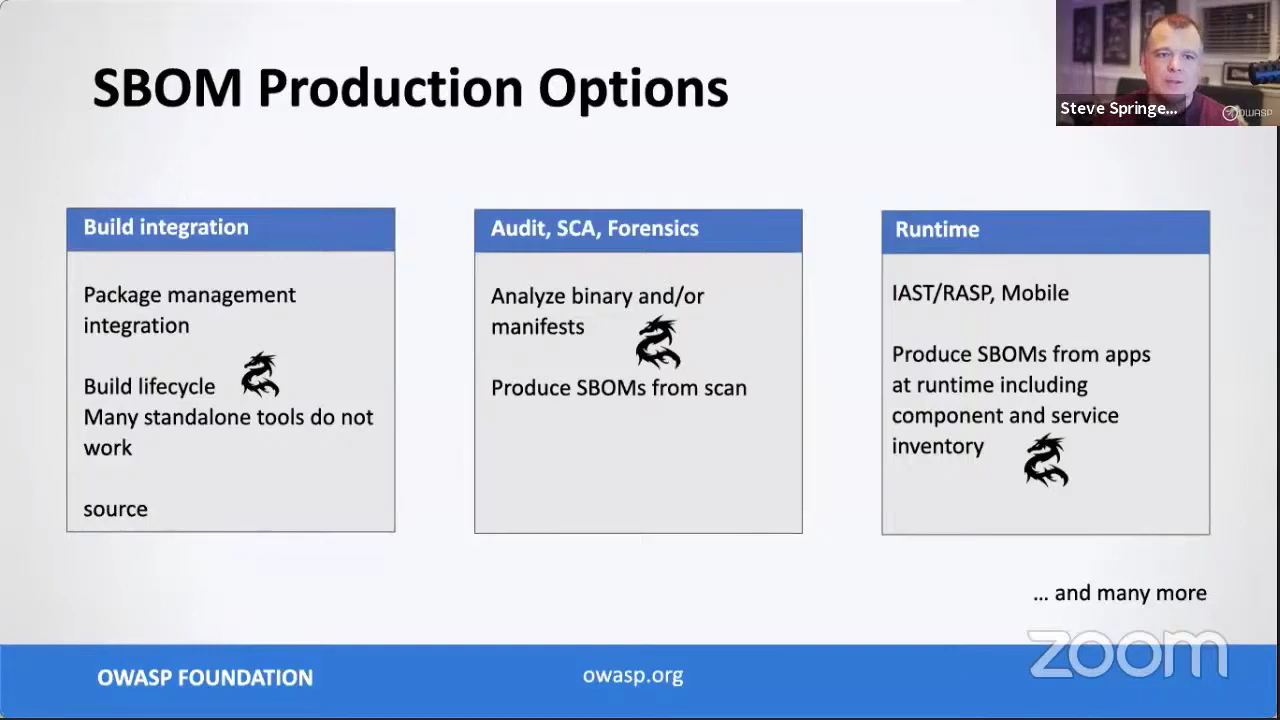 SBOM Production Options
Steve Springe...
OWASP
Build integration
Package management
integration
Build lifecycle
Many standalone tools do not
work
source
Audit, SCA, Forensics
Analyze binary and/or
manifests
Produce SBOMs from scan
Runtime
IAST/RASP, Mobile
Produce SBOMs from apps
at runtime including
component and service
inventory
... and many more
zoom
OWASP FOUNDATION
owasp.org